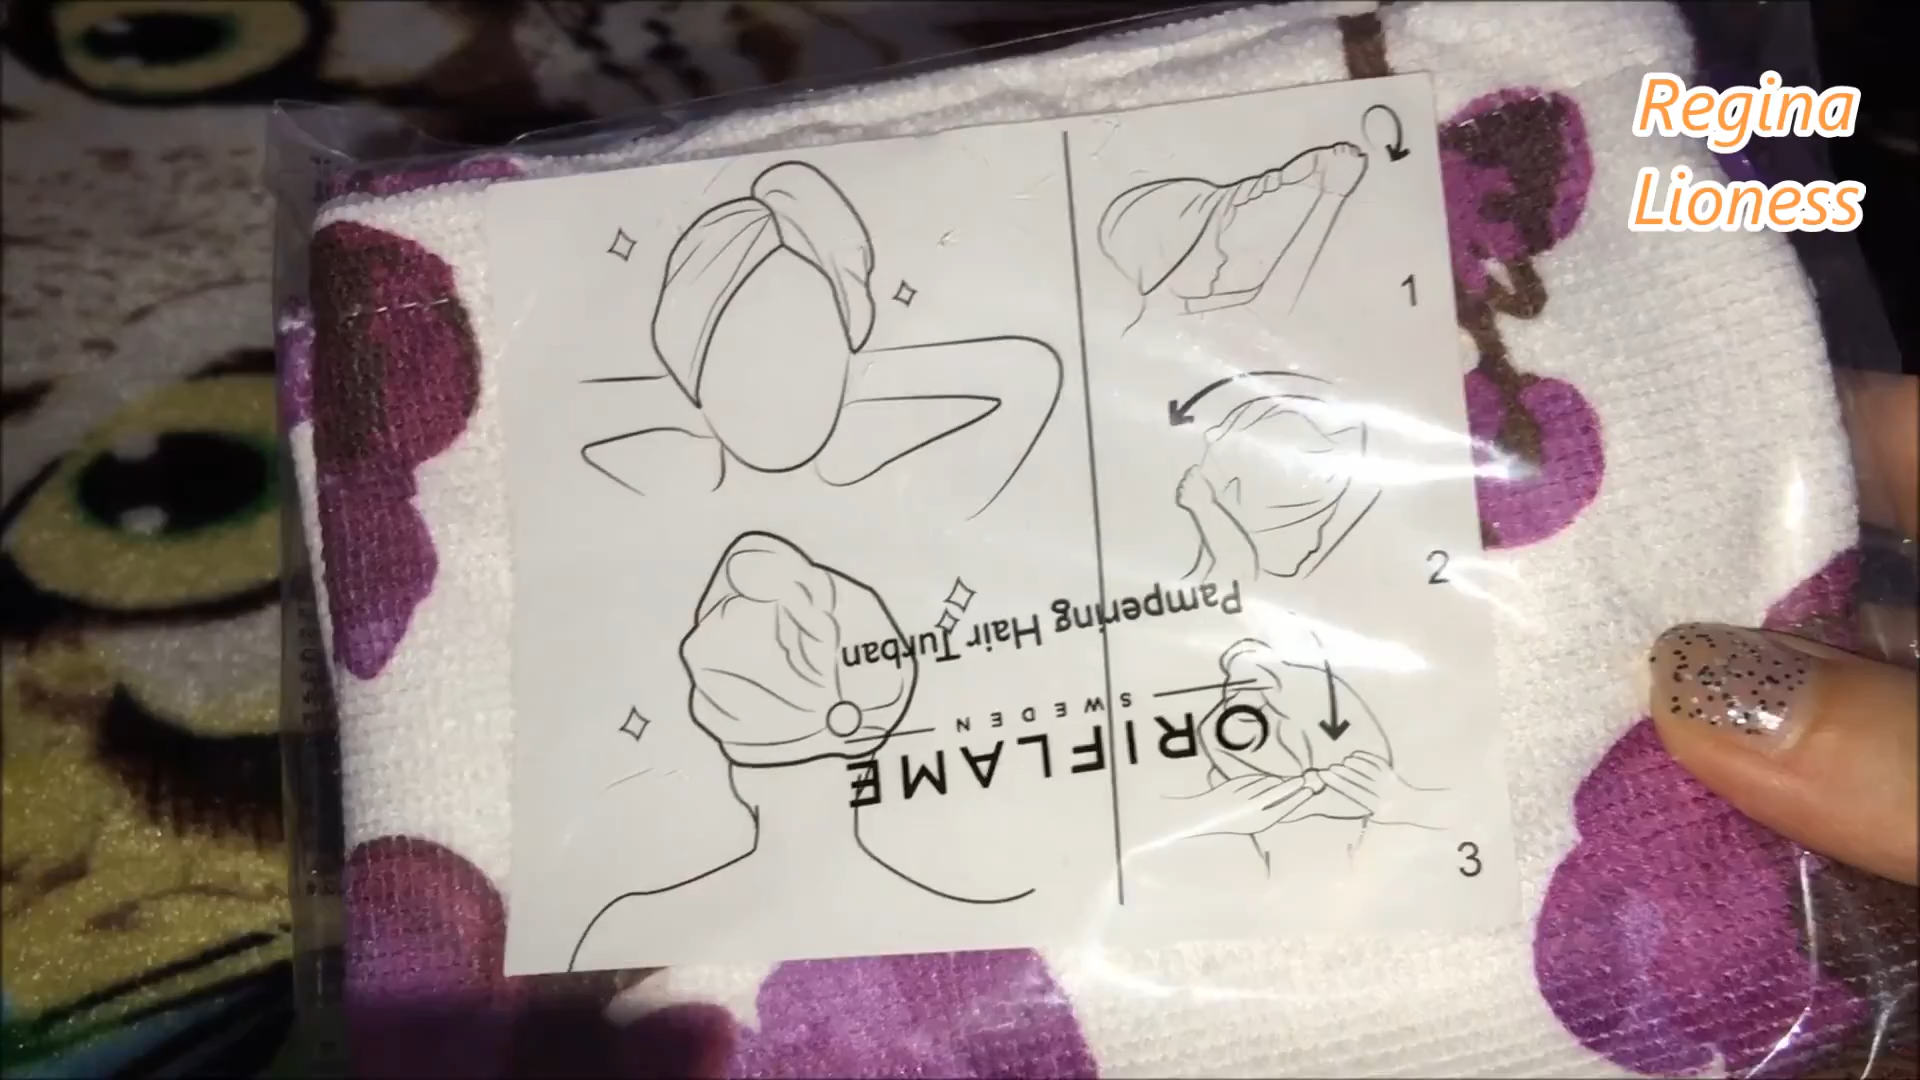 Regina
Lioness
1
2
3
ORIFLAME
SWEDEN
Pampering Hair Turban